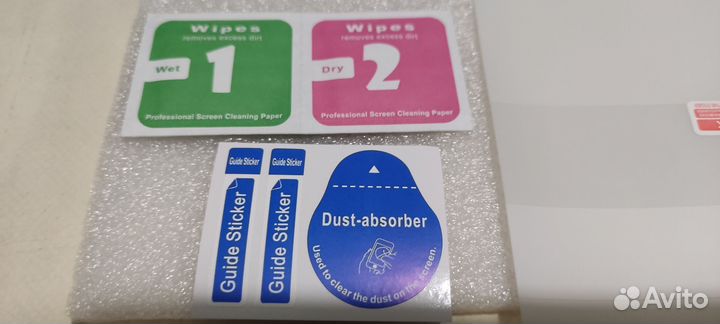 Wipes
removes excess dirt
Wet
1
Professional Screen Cleaning Paper
Wipes
removes excess dirt
Dry
2
Professional Screen Cleaning Paper
Guide Sticker
Guide Sticker
Guide Sticker
Guide Sticker
Dust-absorber
Used to clear the dust on the screen.
Avito